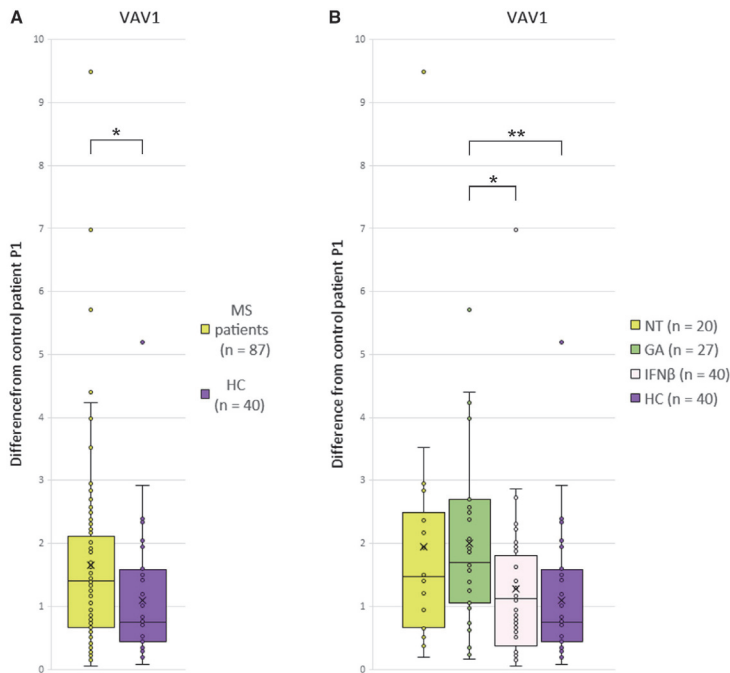 A
VAV1
Difference from control patient P1
10
9
8
7
6
5
4
3
2
1
0
*
MS
patients
(n = 87)
HC
(n = 40)
B
VAV1
Difference from control patient P1
10
9
8
7
6
5
4
3
2
1
0
**
*
NT (n = 20)
GA (n = 27)
IFNβ (n = 40)
HC (n = 40)